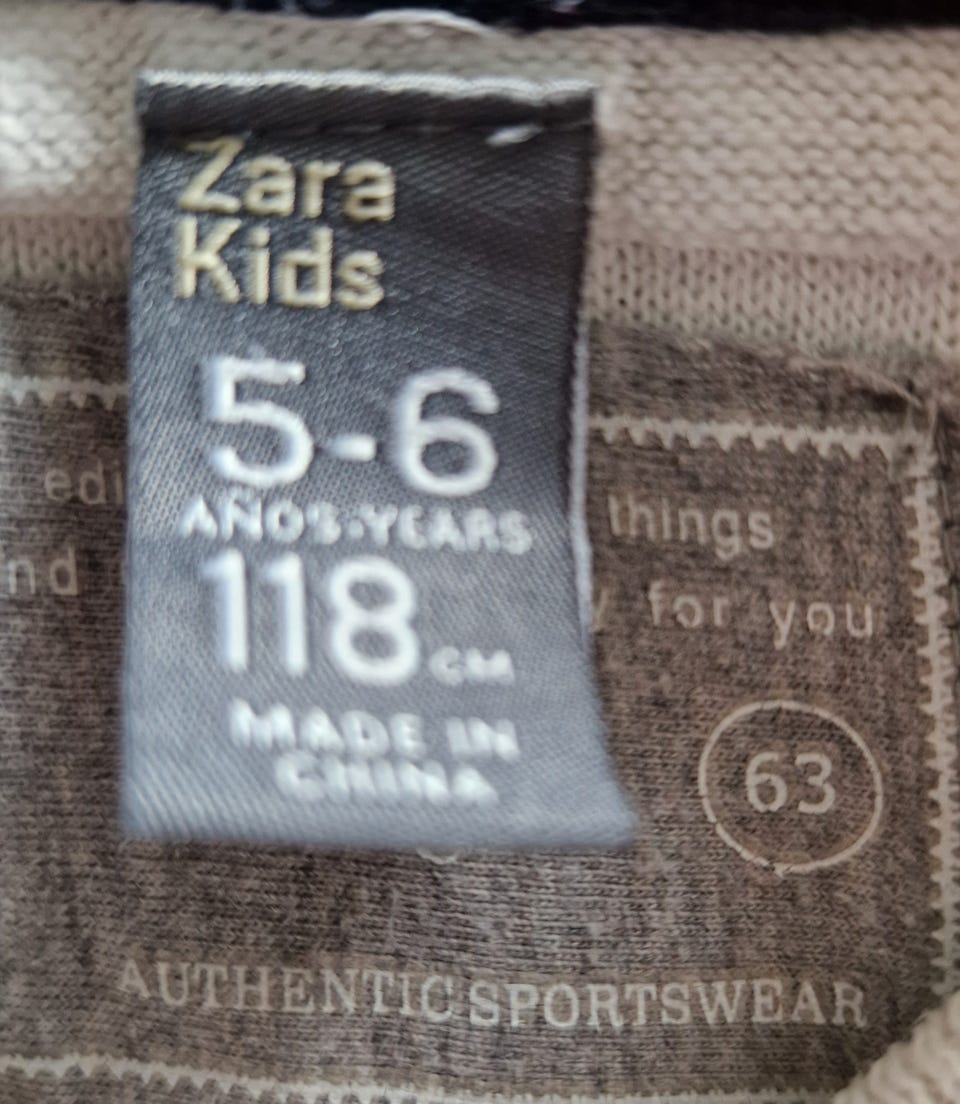 Zara
Kids
5-6
AÑOS-YEARS
118 CM
MADE IN
CHINA
things
for you
63
AUTHENTIC SPORTSWEAR